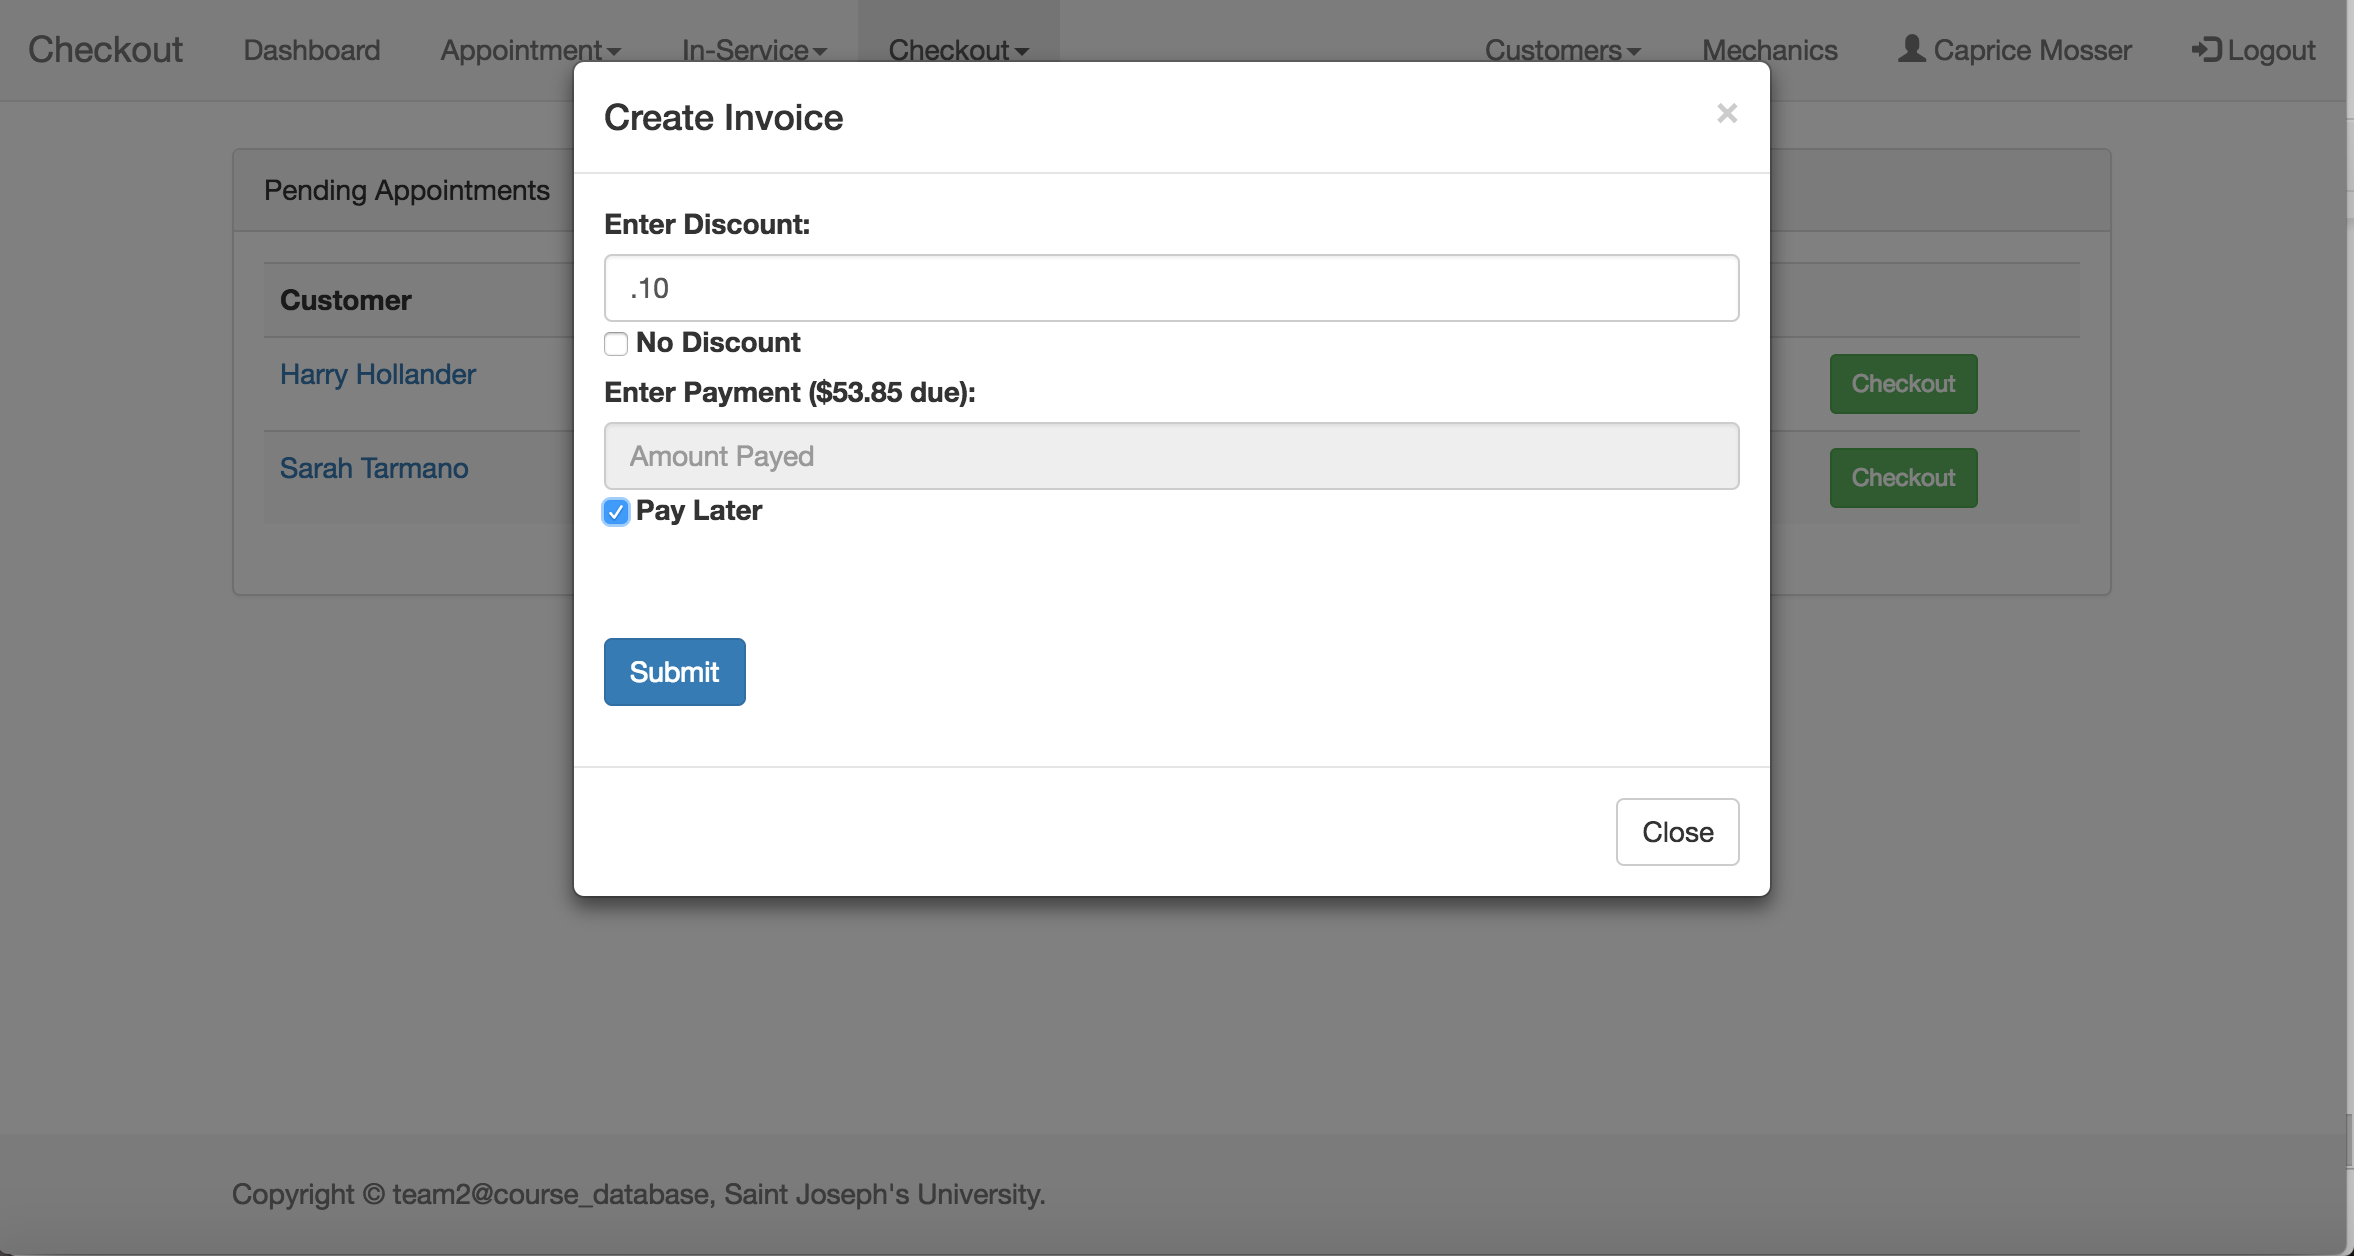 Checkout Dashboard Appointment In-Service Checkout Customers Mechanics Caprice Mosser Logout
Create Invoice ×
Pending Appointments
Enter Discount:
.10
Customer
No Discount
Harry Hollander Checkout
Enter Payment ($53.85 due):
Amount Payed
Sarah Tarmano Checkout
Pay Later
Submit
Close
Copyright © team2@course_database, Saint Joseph's University.